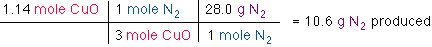 1.14 mole CuO 1 mole N₂ 28.0 g N₂ = 10.6 g N₂ produced
3 mole CuO 1 mole N₂